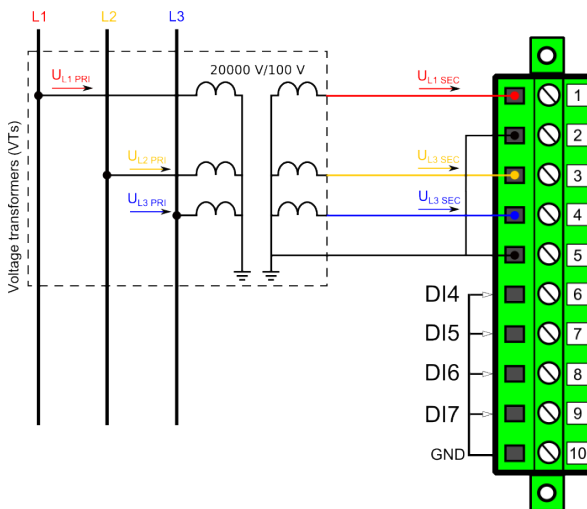 L1 L2 L3
20000 V/100 V
Voltage transformers (VTs)
UL1 PRI
UL1 SEC
1
2
UL2 PRI
UL3 SEC
3
UL3 PRI
UL3 SEC
4
5
DI4
6
DI5
7
DI6
8
DI7
9
GND
10